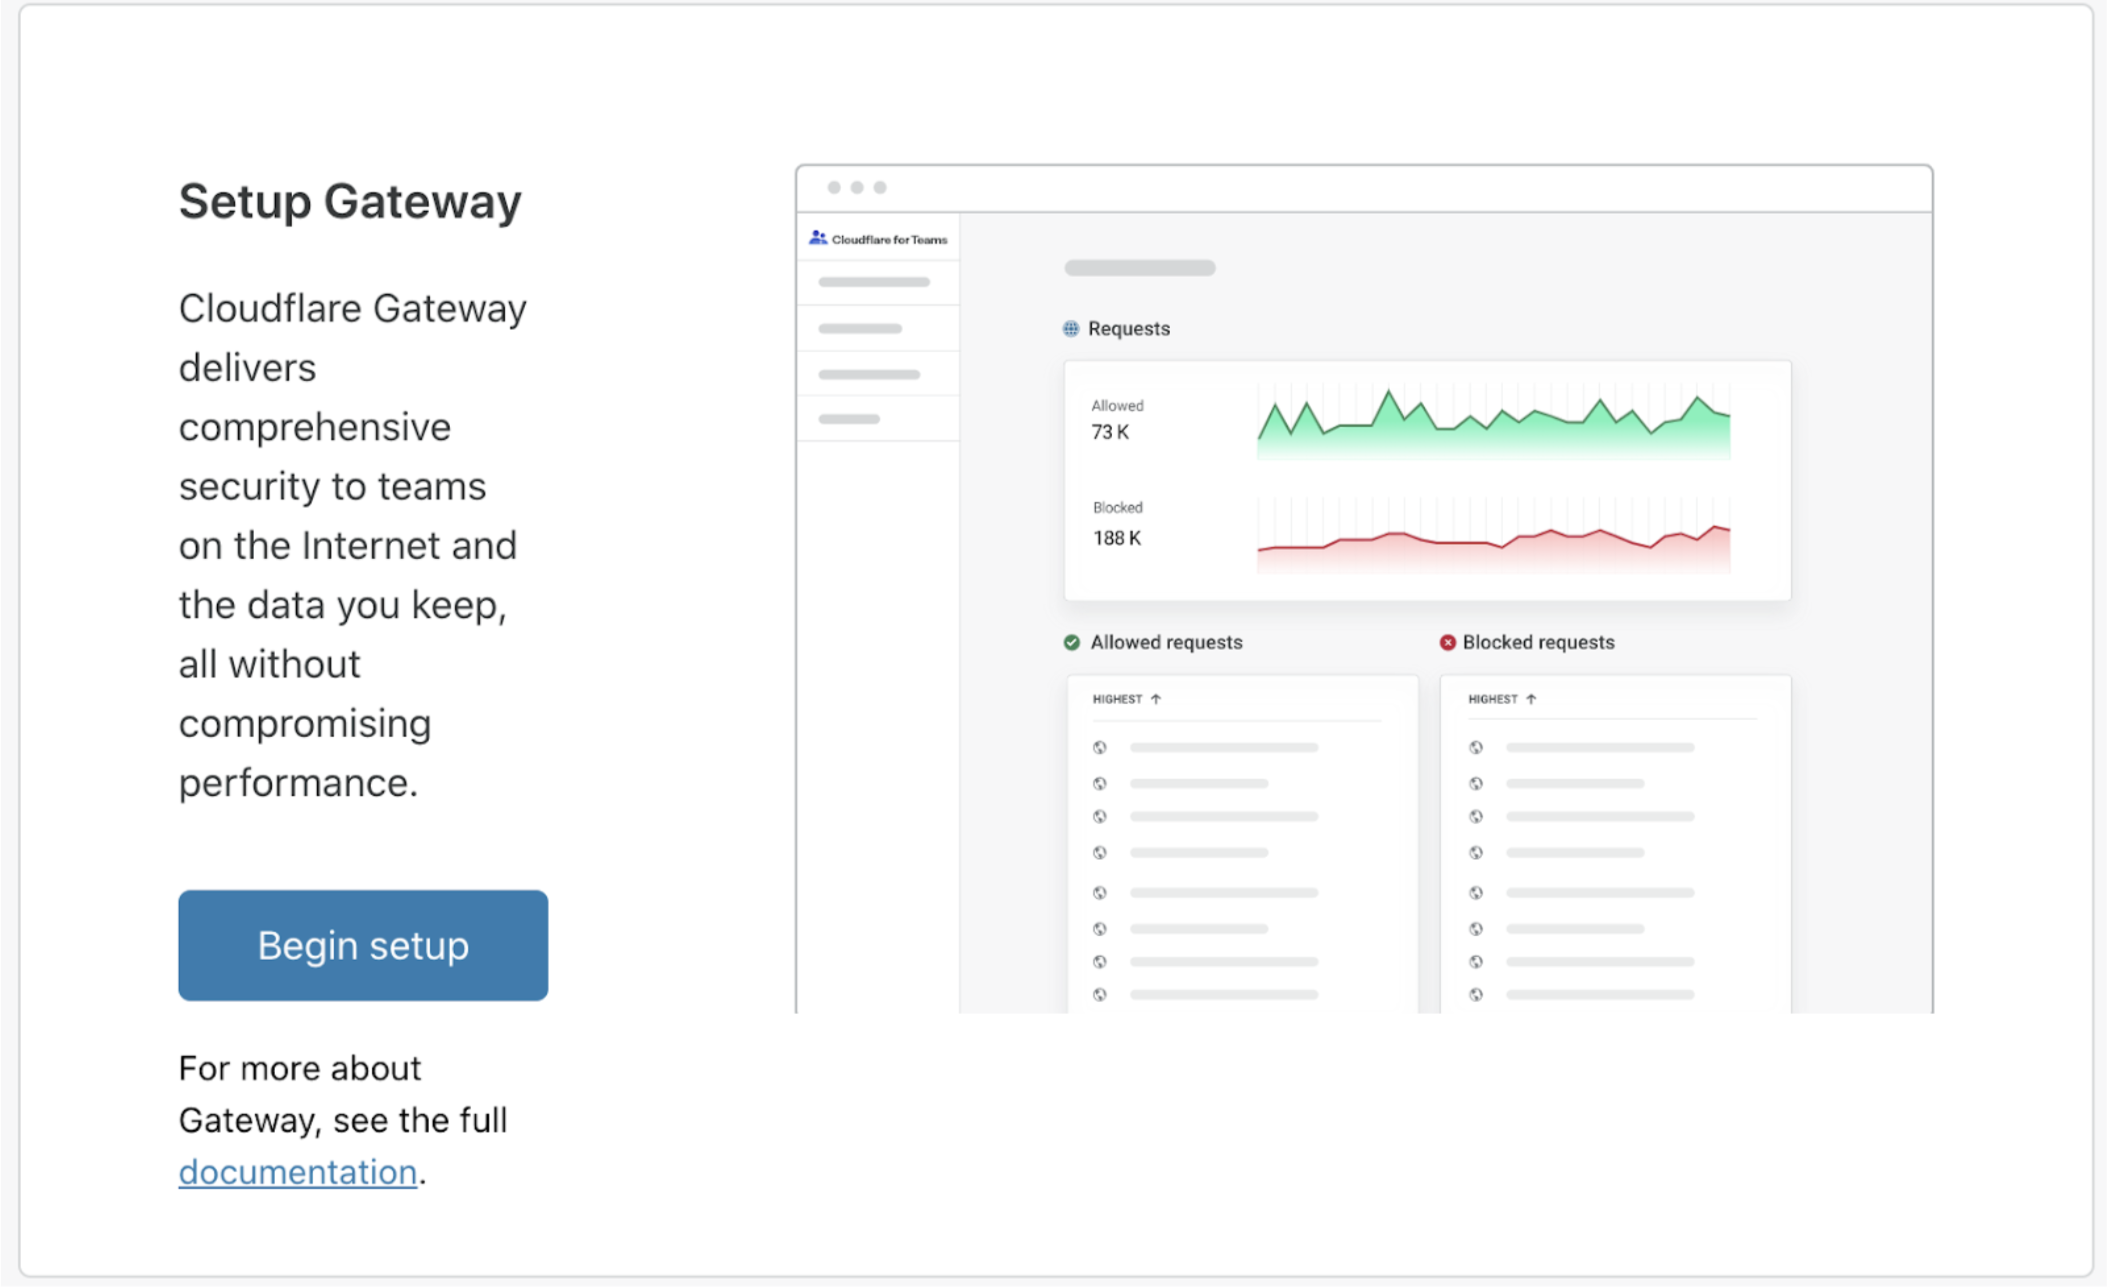 Setup Gateway
Cloudflare Gateway
delivers
comprehensive
security to teams
on the Internet and
the data you keep,
all without
compromising
performance.
Begin setup
For more about
Gateway, see the full
documentation.
Cloudflare for Teams
Requests
Allowed
73 K
Blocked
188 K
Allowed requests
HIGHEST ↑
Blocked requests
HIGHEST ↑